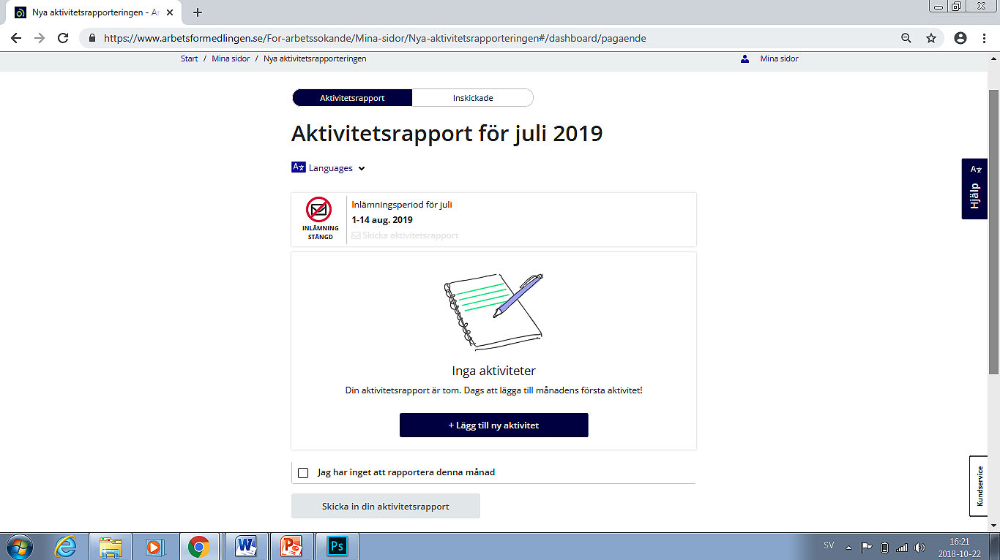 Nya aktivitetsrapporteringen - Ar
https://www.arbetsformedlingen.se/For-arbetssokande/Mina-sidor/Nya-aktivitetsrapporteringen#/dashboard/pagaende
Start / Mina sidor / Nya aktivitetsrapporteringen
Mina sidor
Aktivitetsrapport
Inskickade
Aktivitetsrapport för juli 2019
Languages
INLÄMNING
STÄNGD
Inlämningsperiod för juli
1-14 aug. 2019
Skicka aktivitetsrapport
Inga aktiviteter
Din aktivitetsrapport är tom. Dags att lägga till månadens första aktivitet!
+ Lägg till ny aktivitet
Jag har inget att rapportera denna månad
Skicka in din aktivitetsrapport
Hjälp
Kundservice
Ps
SV
16:21
2018-10-22